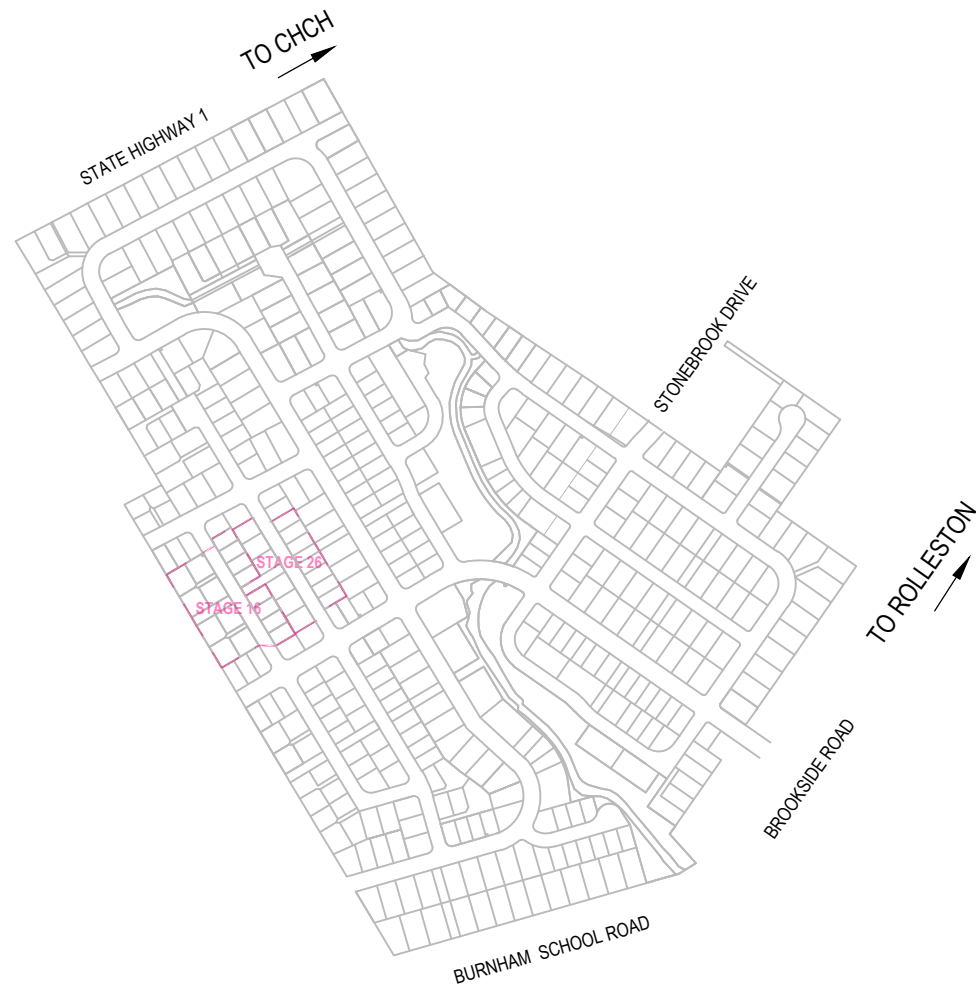 TO CHCH
STATE HIGHWAY 1
STONEBROOK DRIVE
TO ROLLESTON
STAGE 26
STAGE 16
BROOKSIDE ROAD
BURNHAM SCHOOL ROAD